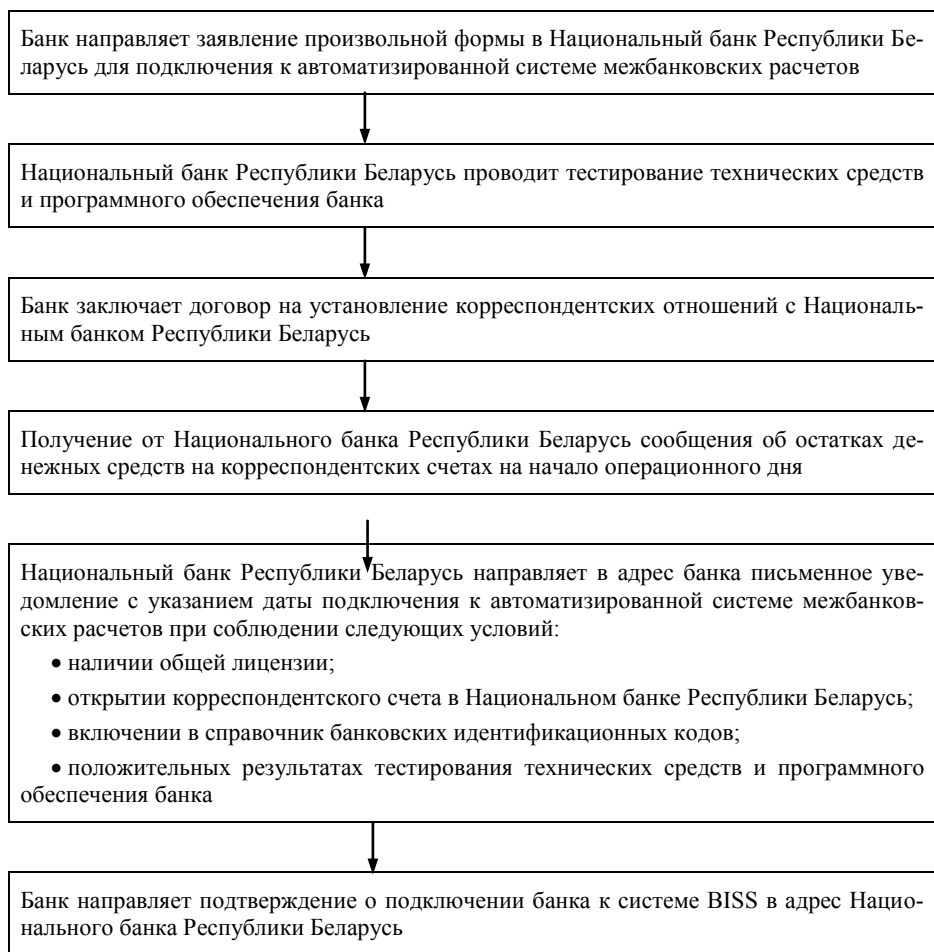 Банк направляет заявление произвольной формы в Национальный банк Республики Бе-
ларусь для подключения к автоматизированной системе межбанковских расчетов
Национальный банк Республики Беларусь проводит тестирование технических средств
и программного обеспечения банка
Банк заключает договор на установление корреспондентских отношений с Националь-
ным банком Республики Беларусь
Получение от Национального банка Республики Беларусь сообщения об остатках де-
нежных средств на корреспондентских счетах на начало операционного дня
Национальный банк Республики Беларусь направляет в адрес банка письменное уве-
домление с указанием даты подключения к автоматизированной системе межбанков-
ских расчетов при соблюдении следующих условий:
• наличии общей лицензии;
• открытии корреспондентского счета в Национальном банке Республики Беларусь;
• включении в справочник банковских идентификационных кодов;
• положительных результатах тестирования технических средств и программного
обеспечения банка
Банк направляет подтверждение о подключении банка к системе BISS в адрес Нацио-
нального банка Республики Беларусь